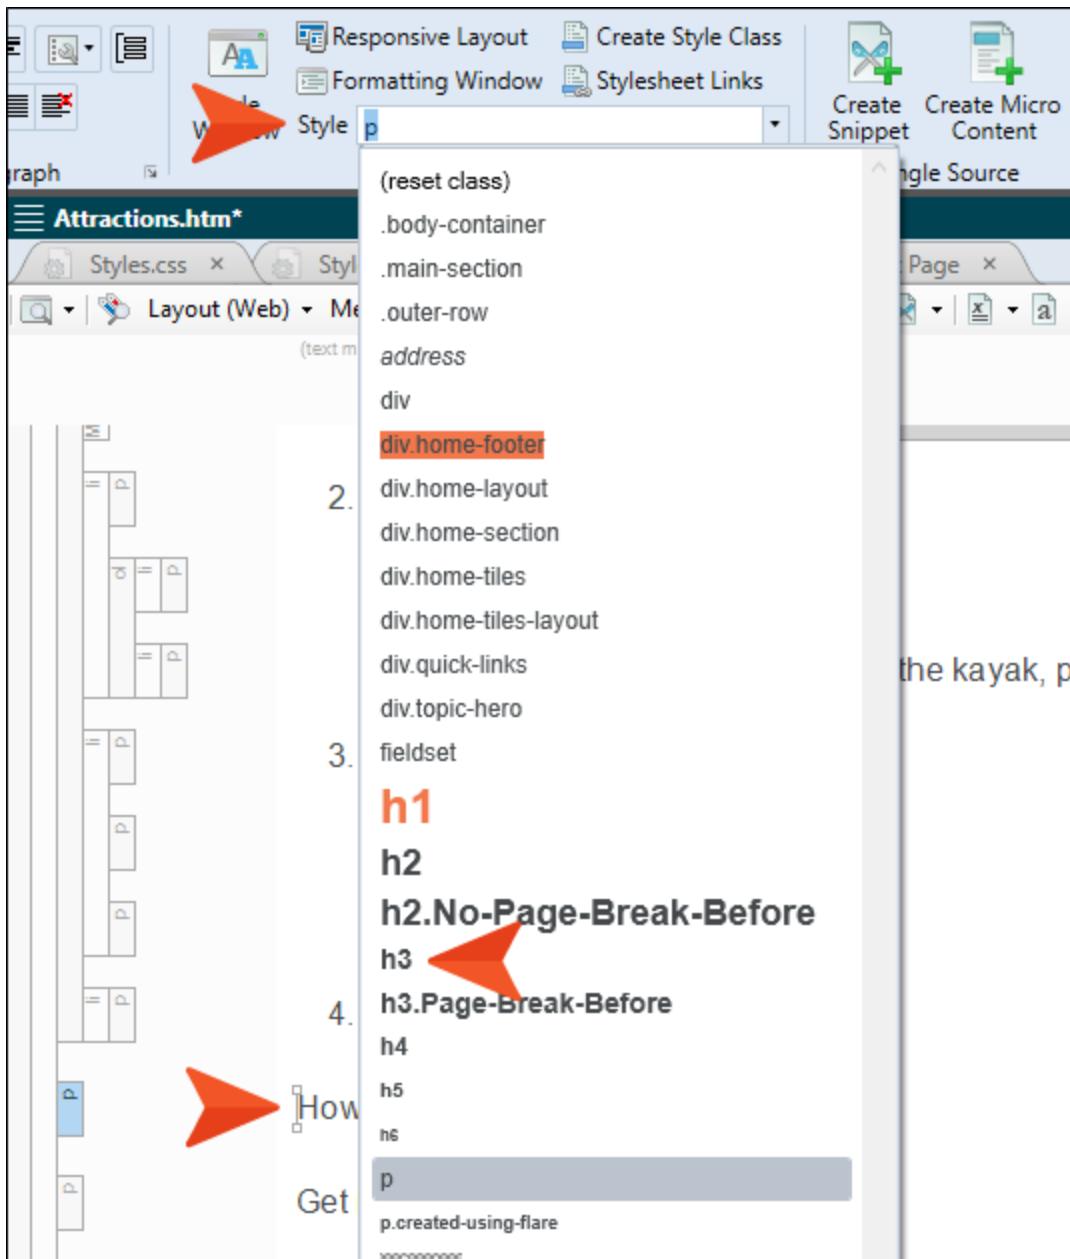 Responsive Layout
Create Style Class
Formatting Window
Stylesheet Links
Style p
Create
Snippet
Create Micro
Content
Attractions.htm*
Styles.css
Page
Layout (Web)
(text m
(reset class)
.body-container
.main-section
.outer-row
address
div
div.home-footer
div.home-layout
2.
div.home-section
div.home-tiles
div.home-tiles-layout
div.quick-links
the kayak, p
div.topic-hero
fieldset
3.
h1
h2
h2.No-Page-Break-Before
h3
h3.Page-Break-Before
4.
h4
h5
How
h6
p
Get
p.created-using-flare